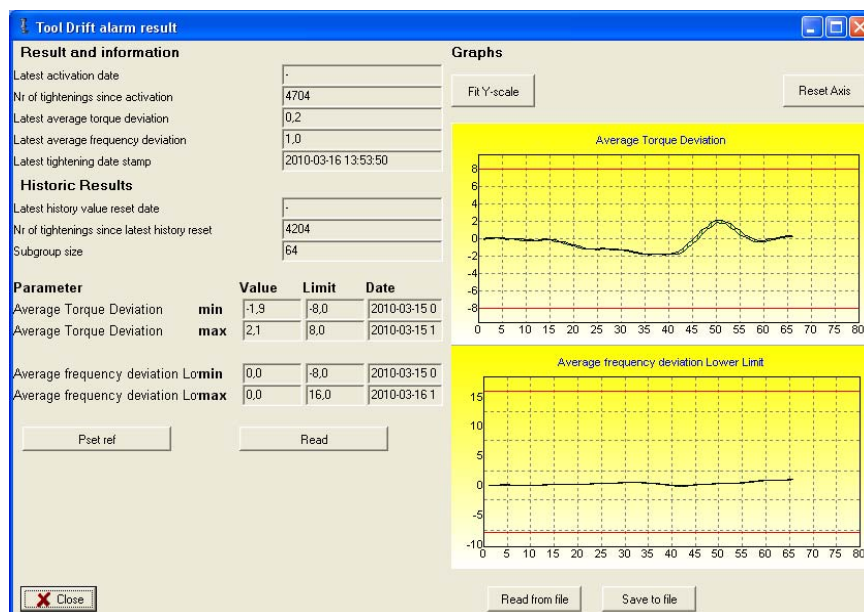 Tool Drift alarm result
Result and information
Latest activation date -
Nr of tightenings since activation 4704
Latest average torque deviation 0,2
Latest average frequency deviation 1,0
Latest tightening date stamp 2010-03-16 13:53:50
Historic Results
Latest history value reset date -
Nr of tightenings since latest history reset 4204
Subgroup size 64
Parameter Value Limit Date
Average Torque Deviation min -1,9 -8,0 2010-03-15 0
Average Torque Deviation max 2,1 8,0 2010-03-15 1
Average frequency deviation Lo min 0,0 -8,0 2010-03-15 0
Average frequency deviation Lo max 0,0 16,0 2010-03-16 1
Pset ref Read
Close
Graphs
Fit Y-scale Reset Axis
Average Torque Deviation
8
6
4
2
0
-2
-4
-6
-8
0 5 10 15 20 25 30 35 40 45 50 55 60 65 70 75 80
Average frequency deviation Lower Limit
15
10
5
0
-5
-10
0 5 10 15 20 25 30 35 40 45 50 55 60 65 70 75 80
Read from file Save to file